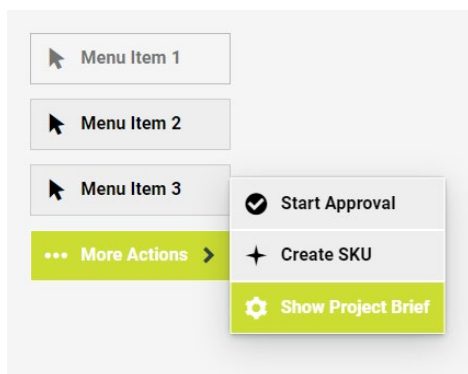 Menu Item 1
Menu Item 2
Menu Item 3
More Actions
Start Approval
Create SKU
Show Project Brief